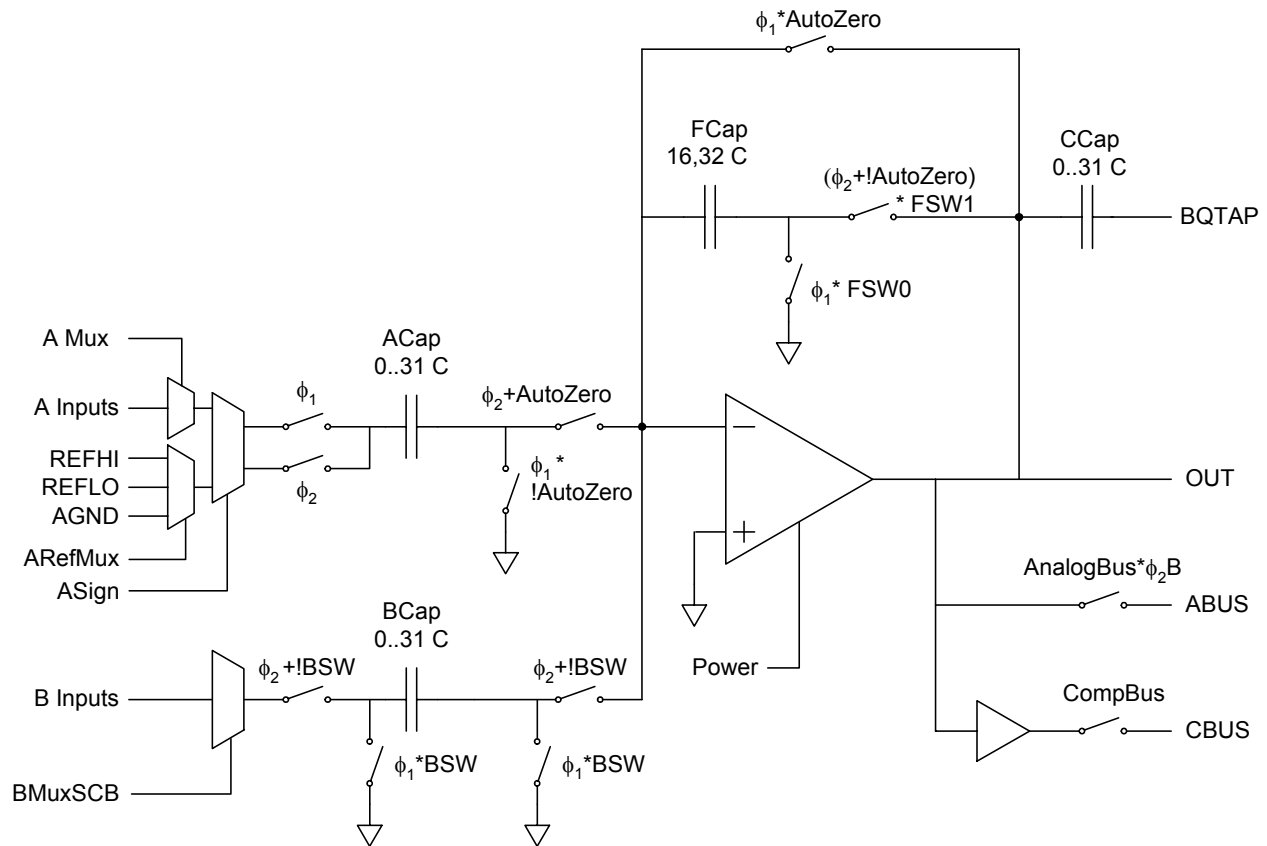 ϕ1*AutoZero
FCap
16,32 C
CCap
0..31 C
(ϕ2+!AutoZero)
* FSW1
BQTAP
ϕ1* FSW0
A Mux
ACap
0..31 C
ϕ1
ϕ2+AutoZero
A Inputs
REFHI
REFLO
AGND
ϕ2
ϕ1*
!AutoZero
ARefMux
ASign
−
+
OUT
BCap
0..31 C
AnalogBus*ϕ2B
ABUS
Power
ϕ2+!BSW
ϕ2+!BSW
B Inputs
CompBus
CBUS
ϕ1*BSW
ϕ1*BSW
BMuxSCB